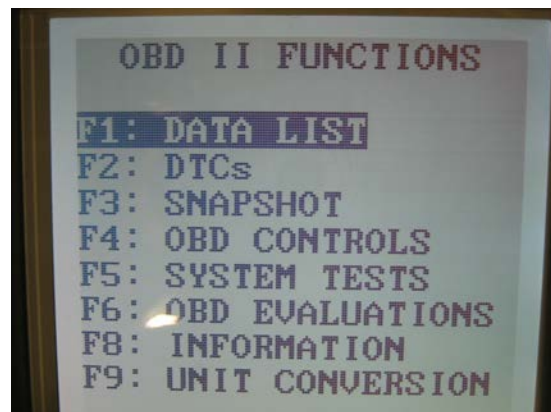 OBD II FUNCTIONS
F1: DATA LIST
F2: DTCs
F3: SNAPSHOT
F4: OBD CONTROLS
F5: SYSTEM TESTS
F6: OBD EVALUATIONS
F8: INFORMATION
F9: UNIT CONVERSION